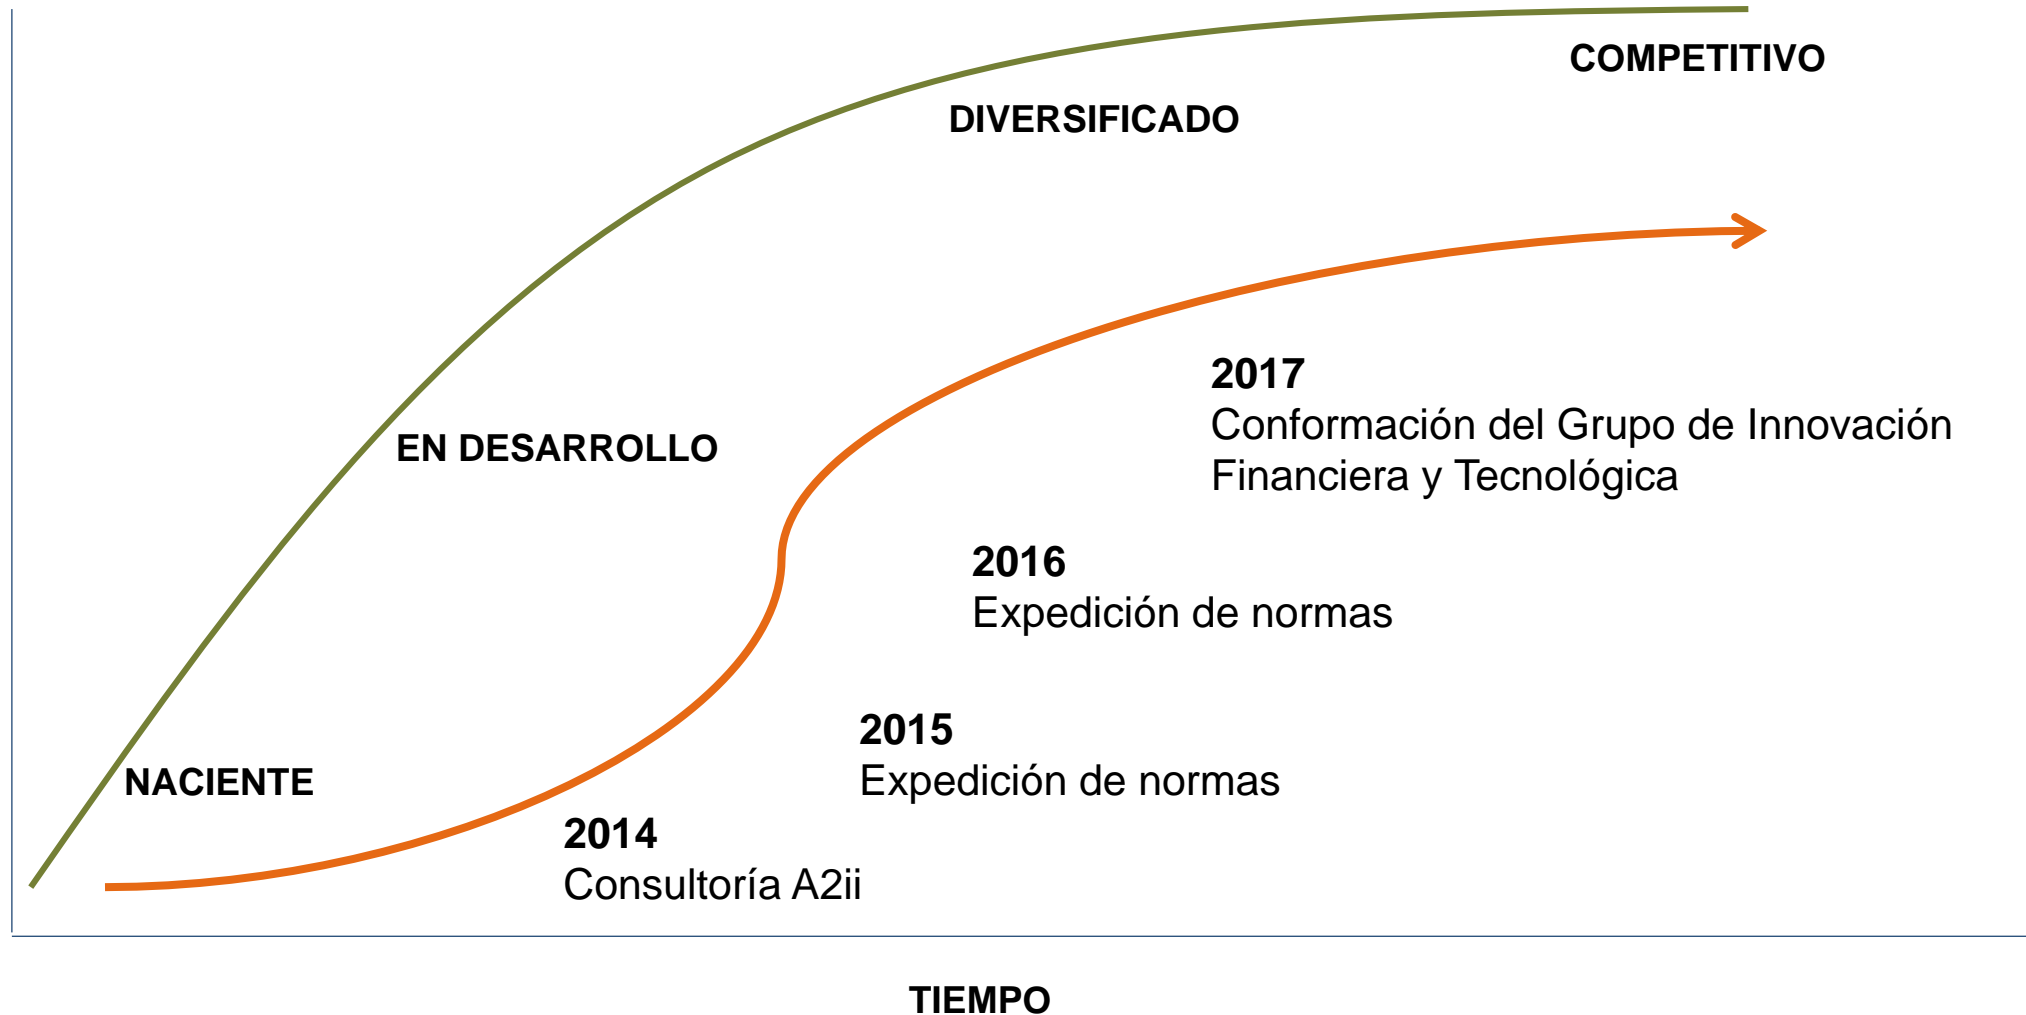 COMPETITIVO
DIVERSIFICADO
2017
Conformación del Grupo de Innovación
Financiera y Tecnológica
EN DESARROLLO
2016
Expedición de normas
2015
Expedición de normas
NACIENTE
2014
Consultoría A2ii
TIEMPO